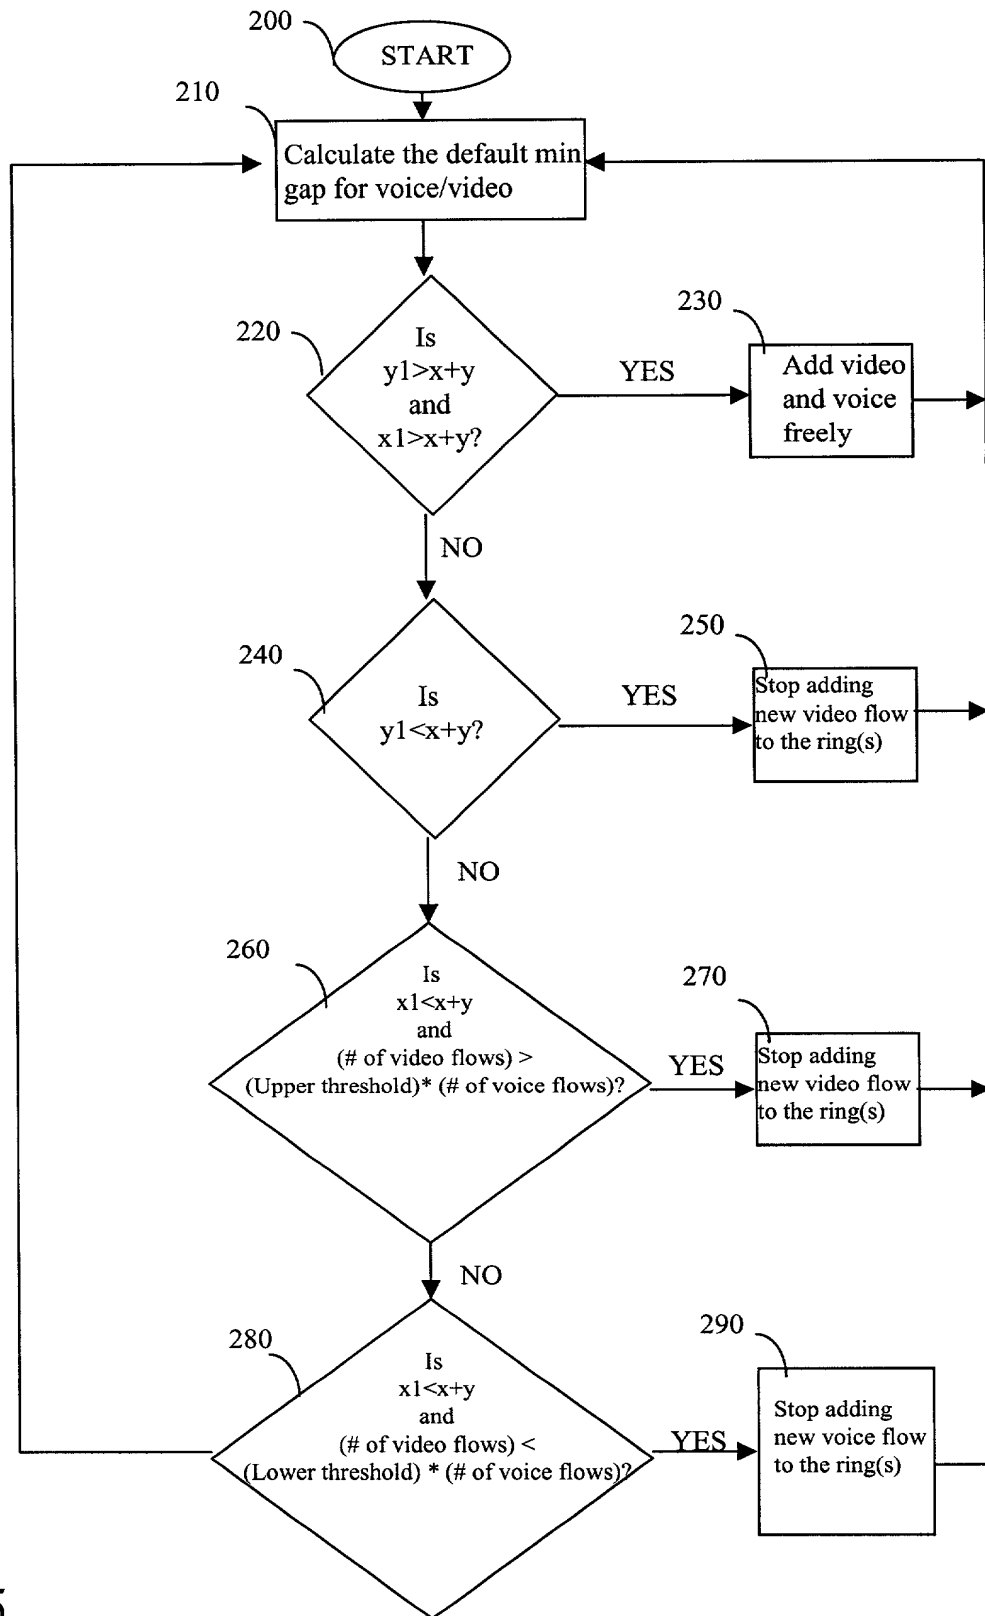 200
START
210
Calculate the default min
gap for voice/video
220
Is
y1>x+y
and
x1>x+y?
YES
230
Add video
and voice
freely
NO
240
Is
y1<x+y?
YES
250
Stop adding
new video flow
to the ring(s)
NO
260
Is
x1<x+y
and
(# of video flows) >
(Upper threshold)* (# of voice flows)?
YES
270
Stop adding
new video flow
to the ring(s)
NO
280
Is
x1<x+y
and
(# of video flows) <
(Lower threshold) * (# of voice flows)?
YES
290
Stop adding
new voice flow
to the ring(s)